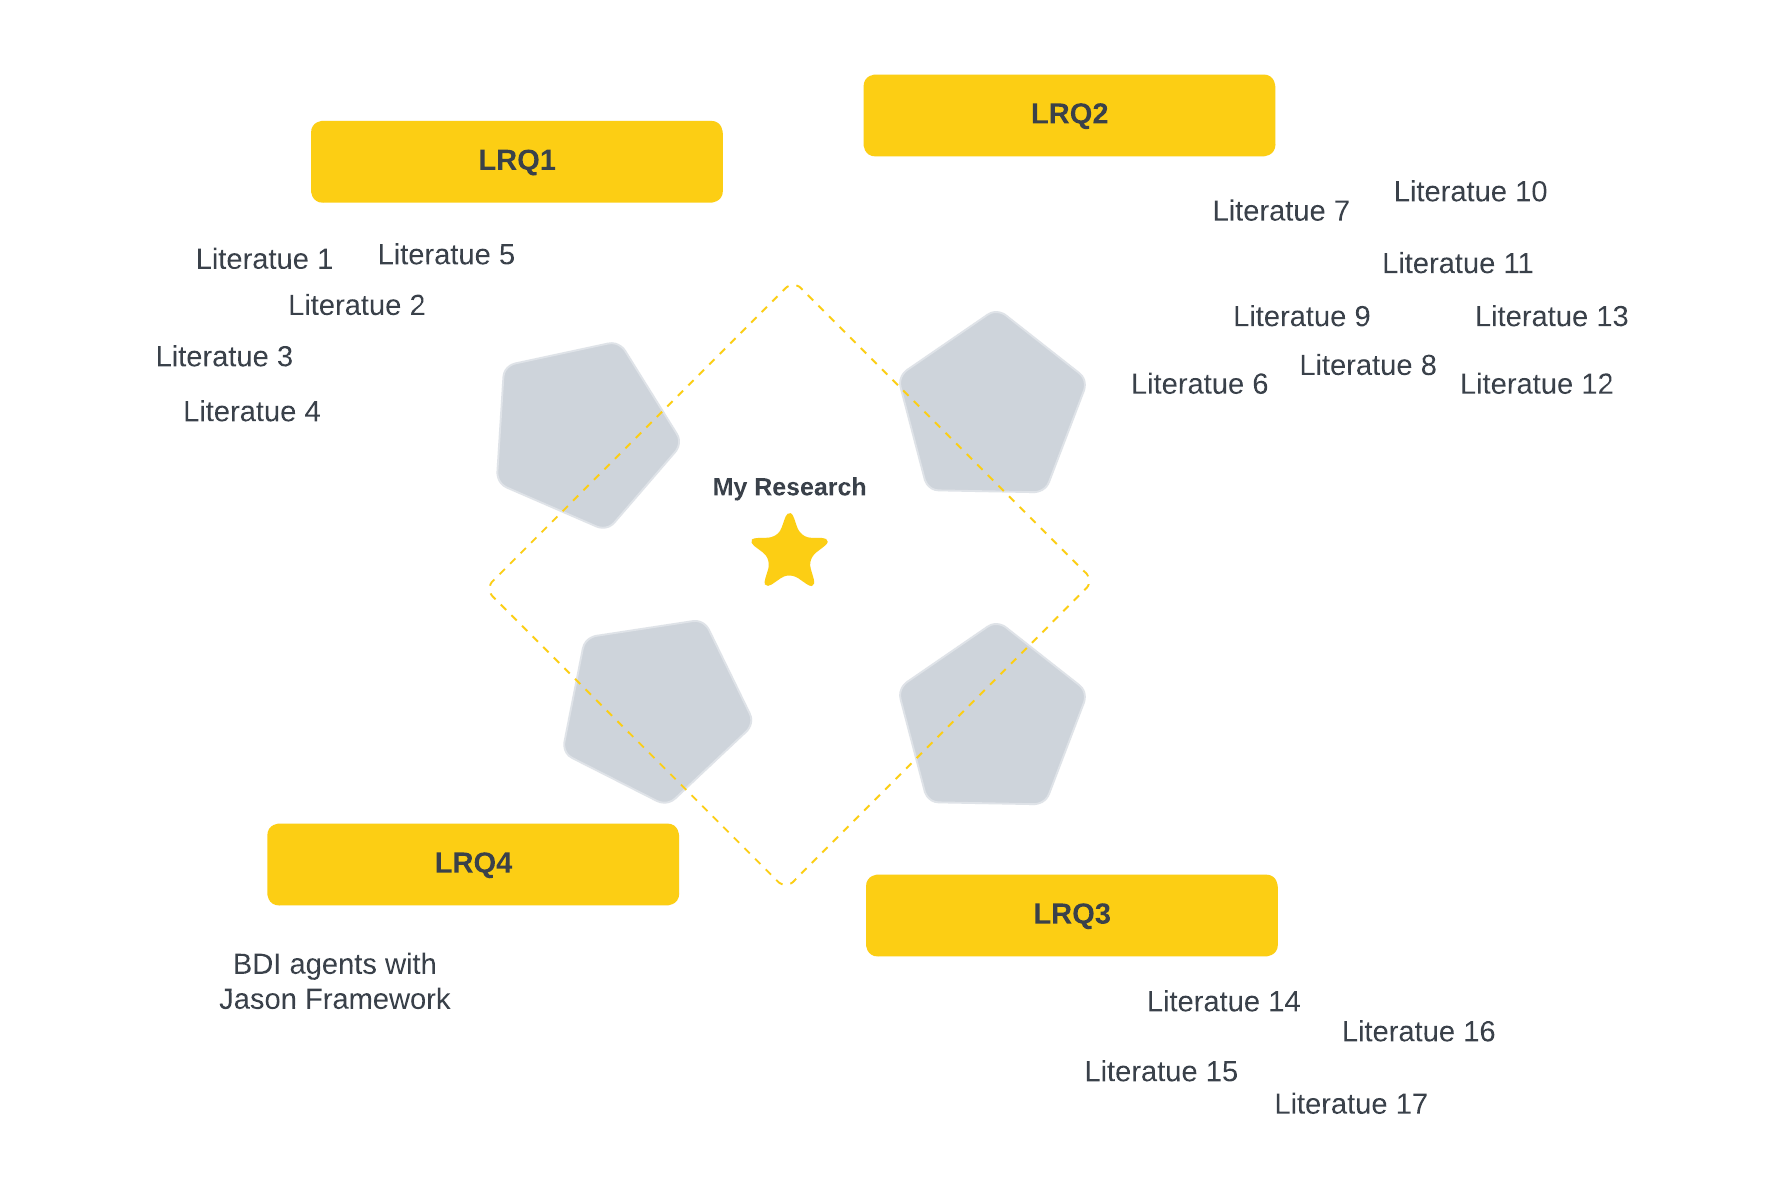 LRQ1
Literatue 1
Literatue 5
Literatue 2
Literatue 3
Literatue 4
LRQ2
Literatue 7
Literatue 10
Literatue 11
Literatue 9
Literatue 13
Literatue 8
Literatue 6
Literatue 12
My Research
LRQ4
BDI agents with
Jason Framework
LRQ3
Literatue 14
Literatue 16
Literatue 15
Literatue 17